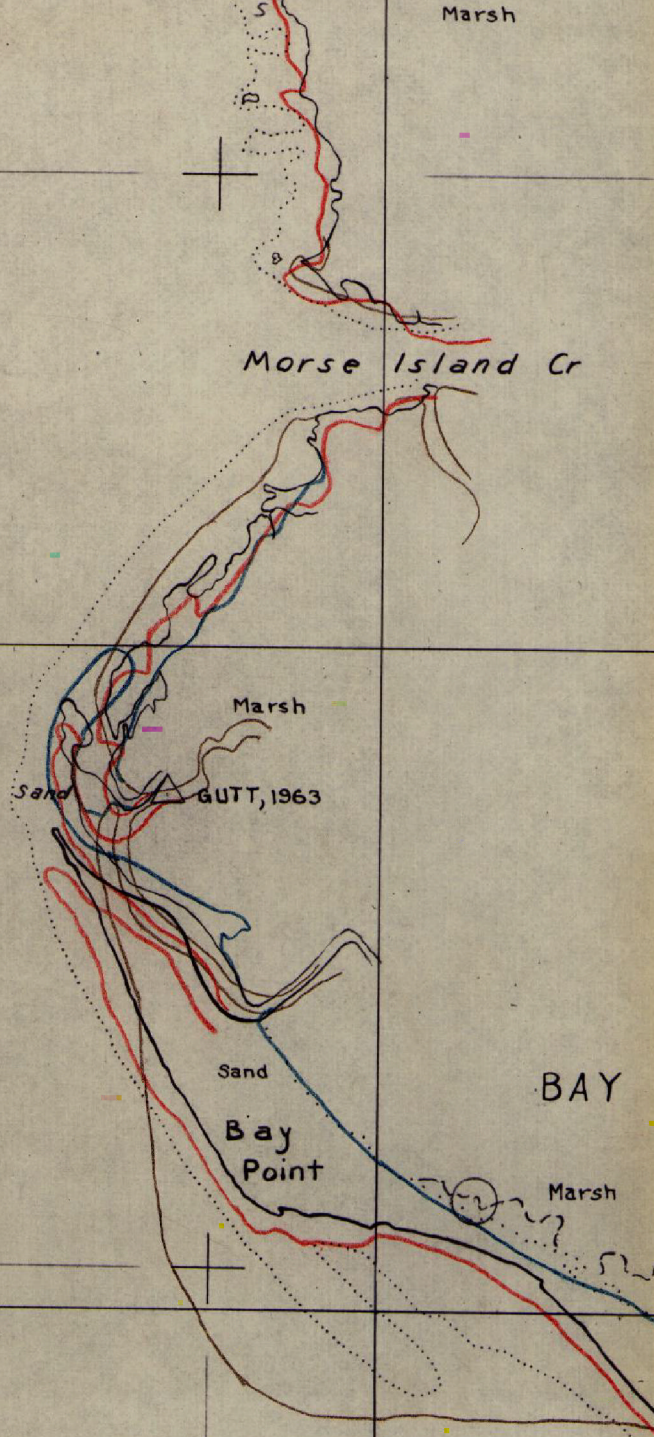 S
Marsh
Morse Island Cr
Marsh
Sand
GUTT, 1963
Sand
BAY
Bay
Point
Marsh